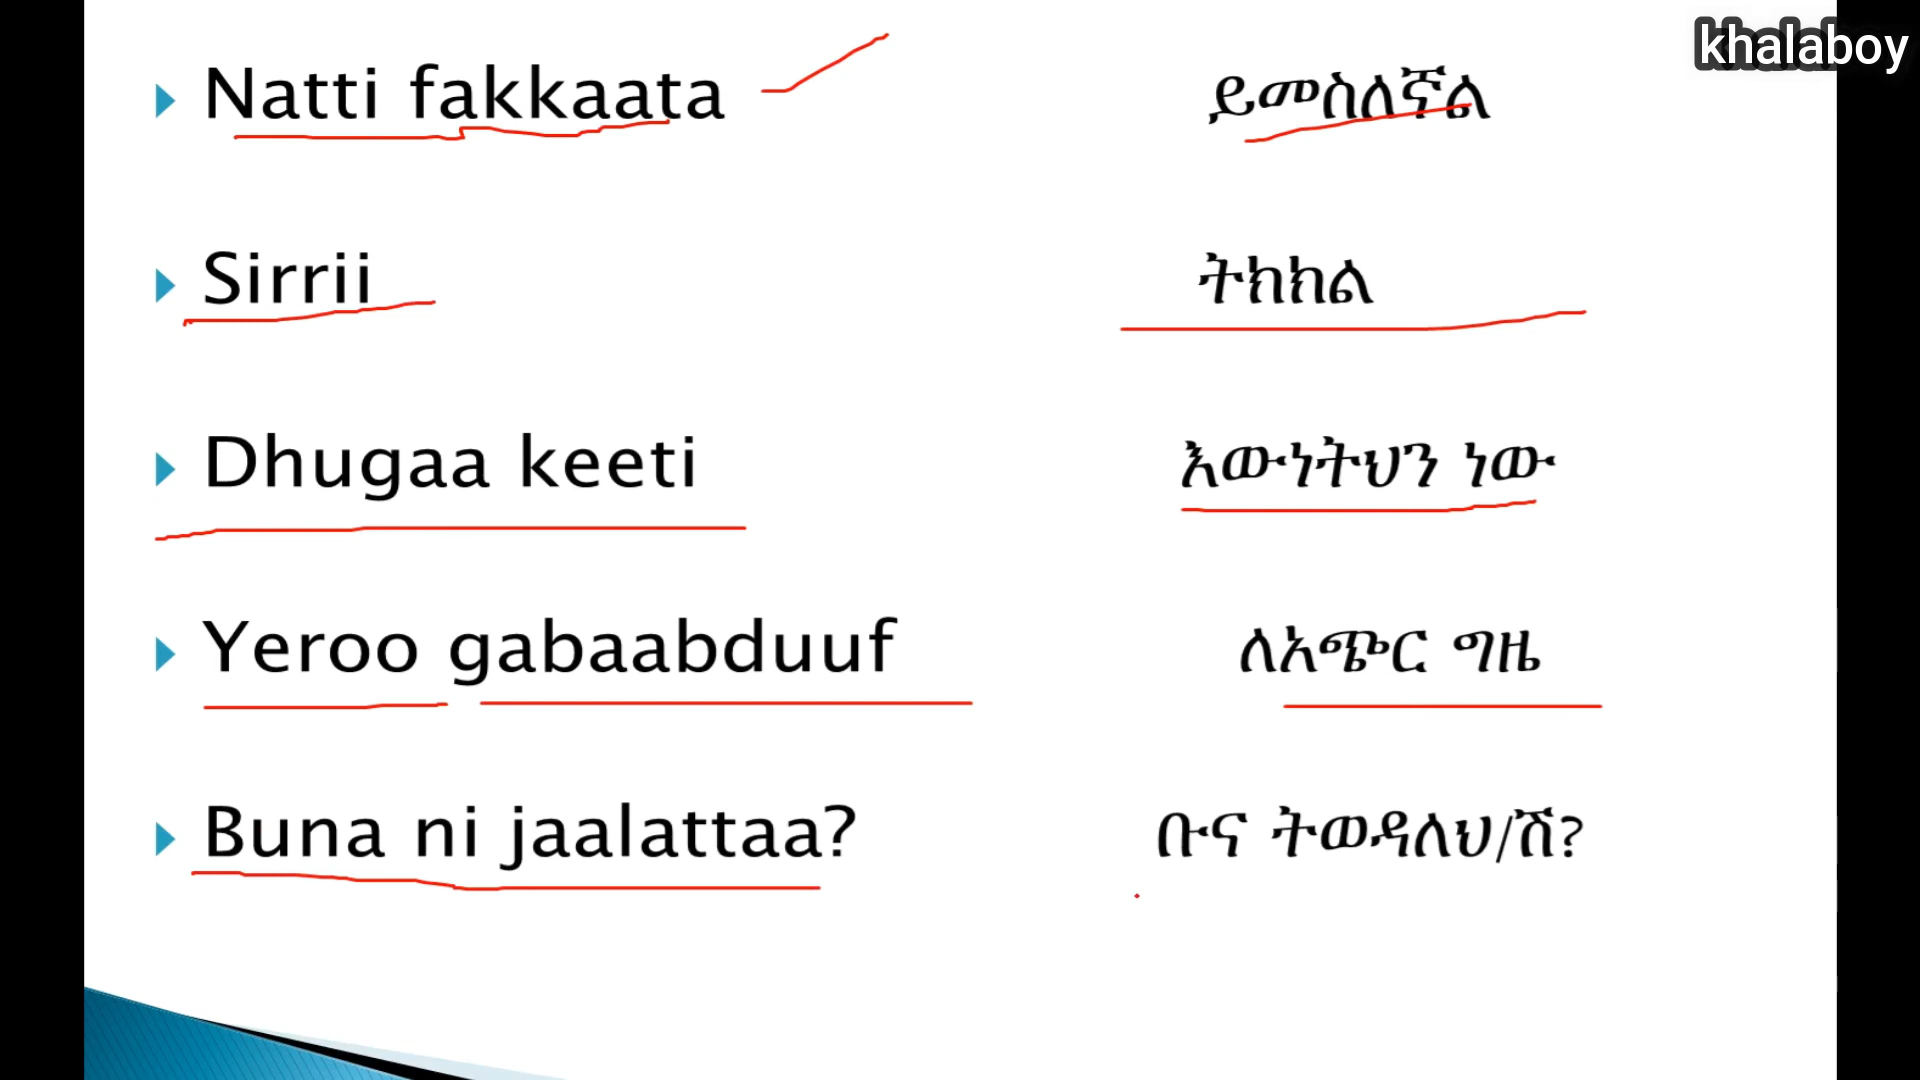 khalaboy
Natti fakkaata ይመስለኛል
Sirrii ትክክል
Dhugaa keeti እውነትህን ነው
Yeroo gabaabduuf ለአጭር ግዜ
Buna ni jaalattaa? ቡና ትወዳለህ/ሽ?